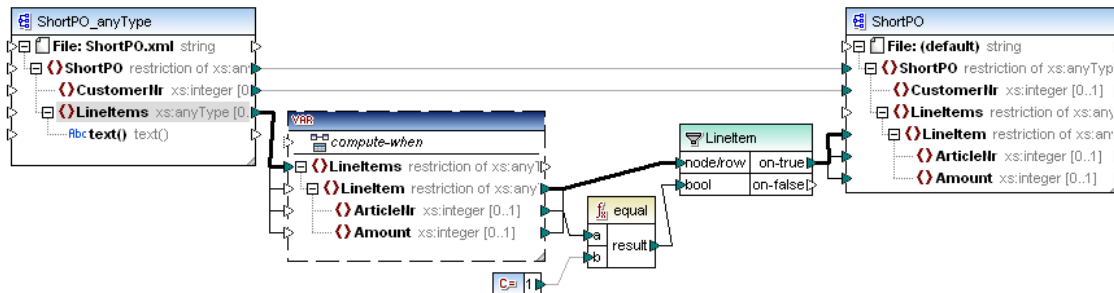 ShortPO_anyType
File: ShortPO.xml string
ShortPO restriction of xs:any
CustomerNr xs:integer [0
LineItems xs:anyType [0..
Abc text() text()
VAR
compute-when
LineItems restriction of xs:any
LineItem restriction of xs:any
ArticleNr xs:integer [0..1]
Amount xs:integer [0..1]
C= 1
equal
a
b
result
LineItem
node/row on-true
bool on-false
ShortPO
File: (default) string
ShortPO restriction of xs:anyTyp
CustomerNr xs:integer [0..1]
LineItems restriction of xs:any
LineItem restriction of xs:any
ArticleNr xs:integer [0..1]
Amount xs:integer [0..1]